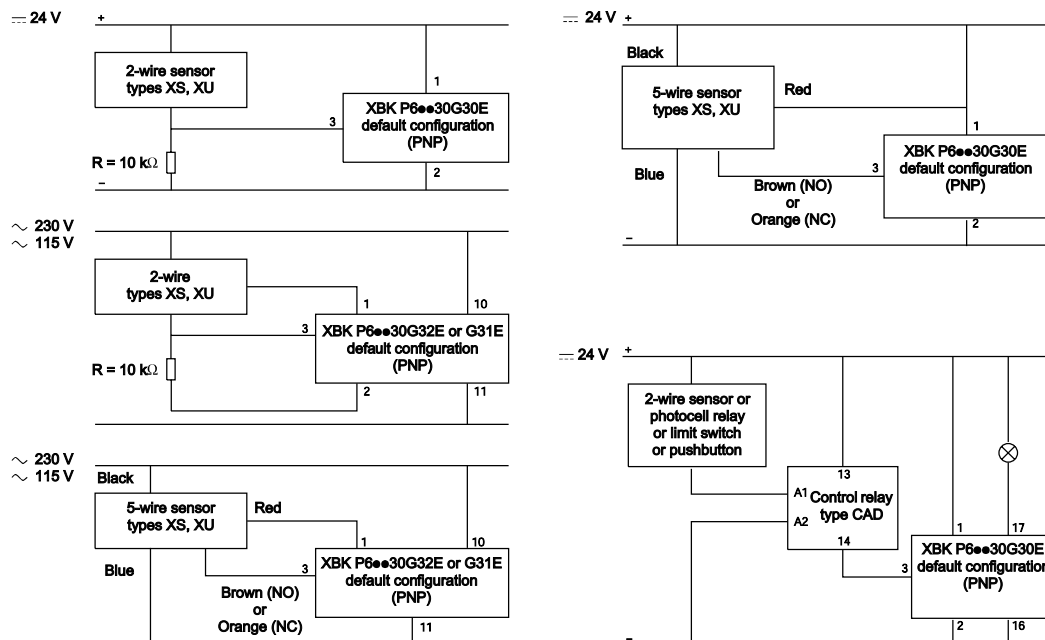 24 V
+
2-wire sensor
types XS, XU
1
3
XBK P6●●30G30E
default configuration
(PNP)
R = 10 kΩ
2
–
∼ 230 V
∼ 115 V
2-wire
types XS, XU
1
10
3
XBK P6●●30G32E or G31E
default configuration
(PNP)
R = 10 kΩ
2
11
∼ 230 V
∼ 115 V
Black
5-wire sensor
types XS, XU
Red
1
10
Blue
3
XBK P6●●30G32E or G31E
default configuration
(PNP)
Brown (NO)
or
Orange (NC)
11
24 V
+
Black
5-wire sensor
types XS, XU
Red
1
XBK P6●●30G30E
default configuration
(PNP)
3
Blue
Brown (NO)
or
Orange (NC)
2
–
24 V
+
2-wire sensor or
photocell relay
or limit switch
or pushbutton
13
A1
Control relay
type CAD
A2
14
1
17
3
XBK P6●●30G30E
default configuration
(PNP)
2
16
–